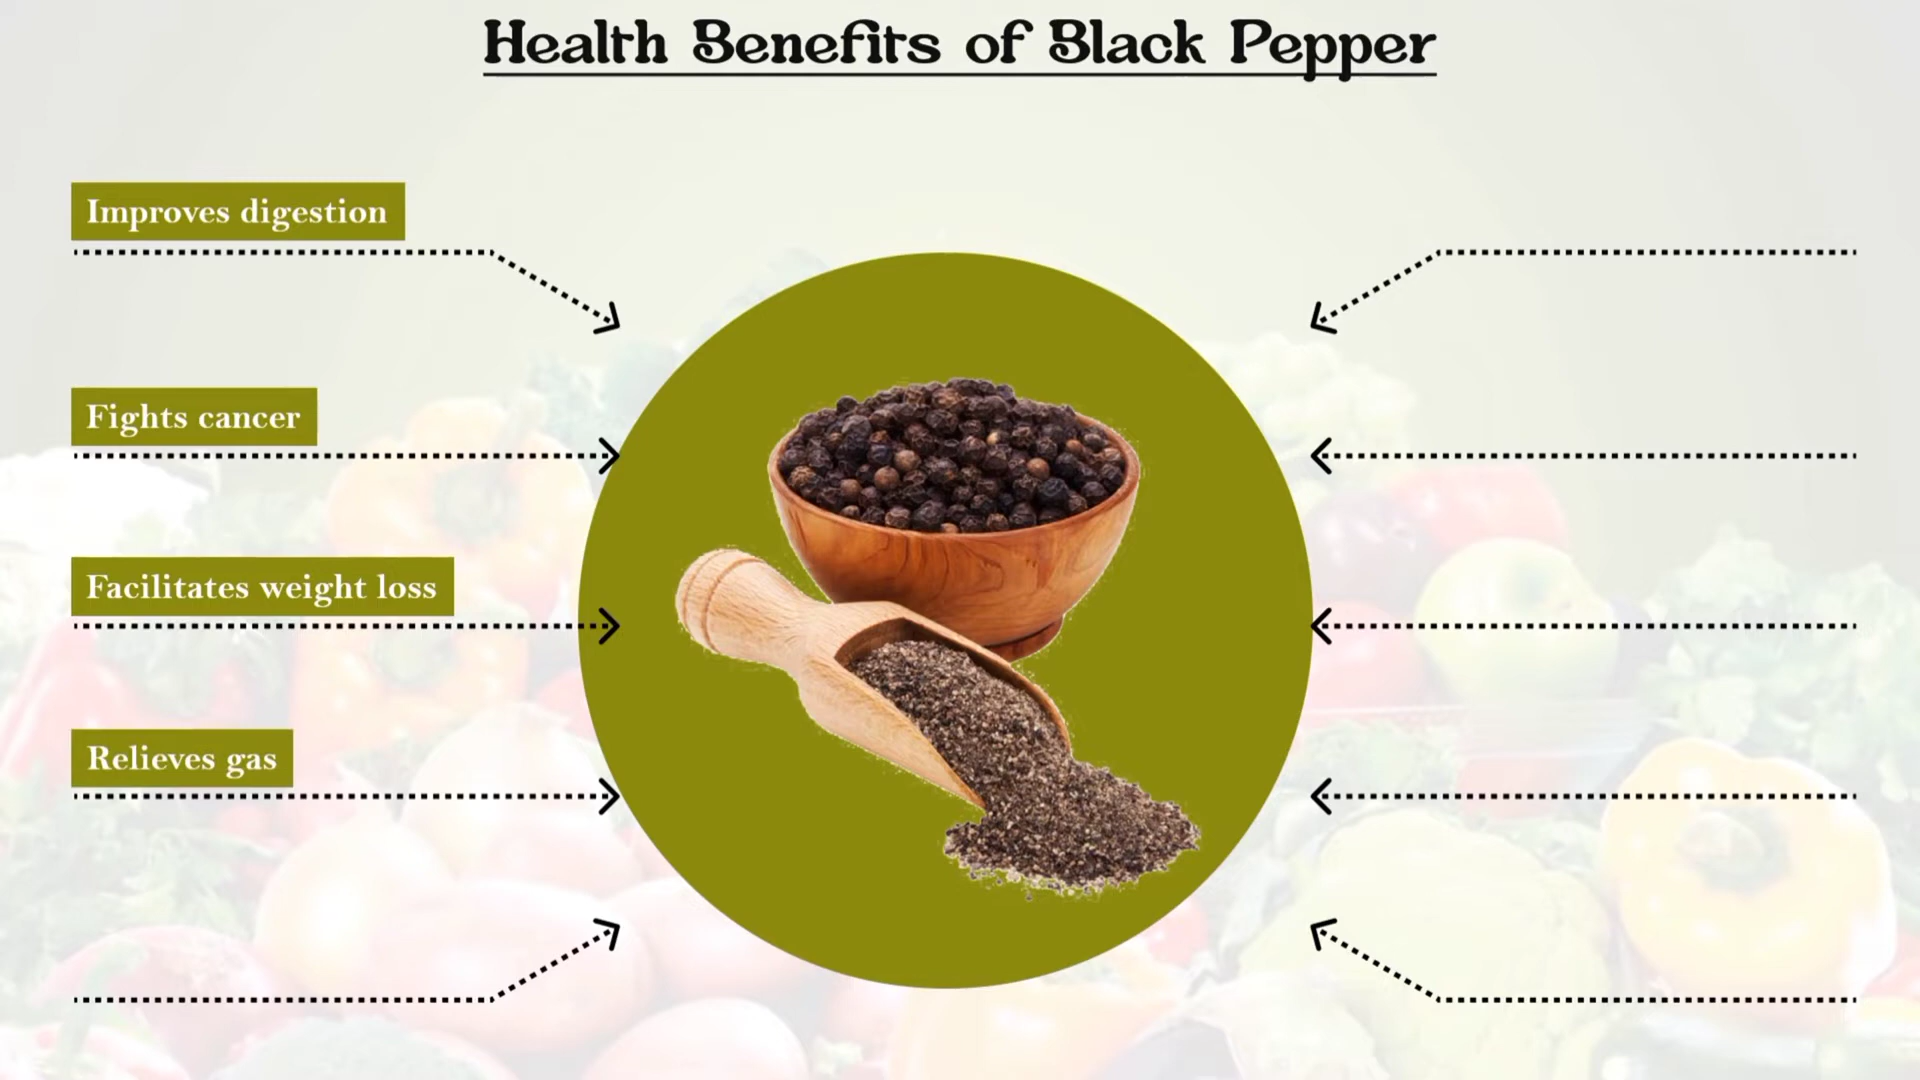 Health Benefits of Black Pepper
Improves digestion
Fights cancer
Facilitates weight loss
Relieves gas